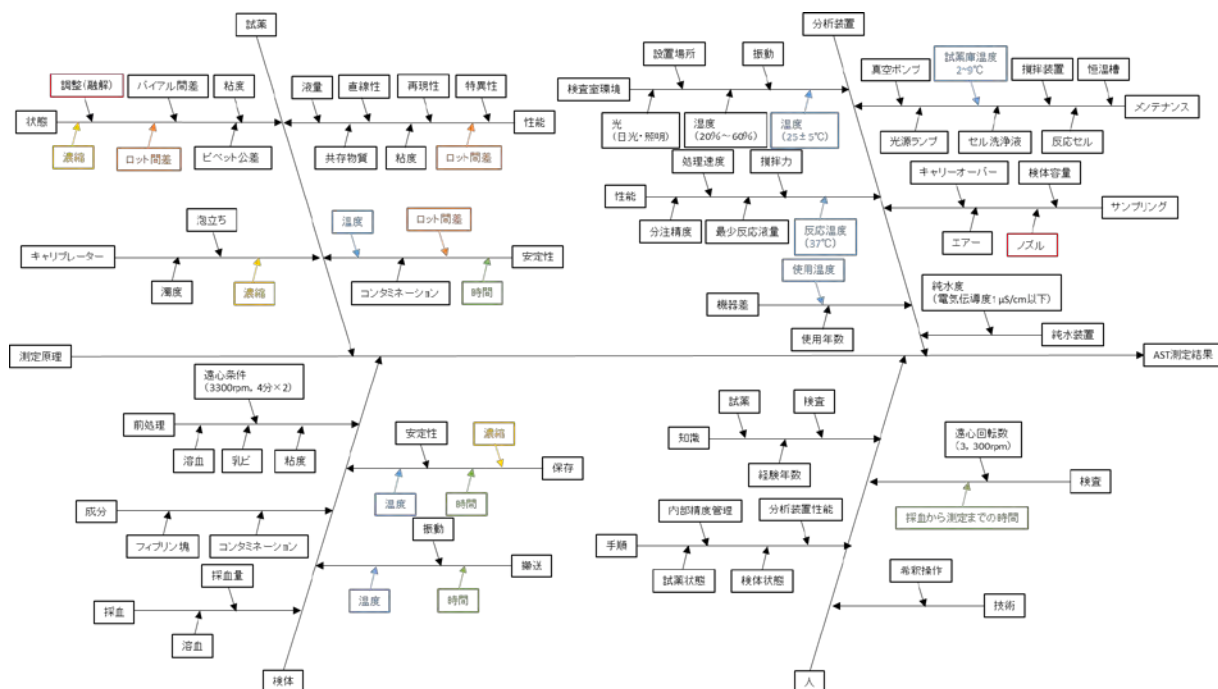 試薬
調整(融解)
バイアル間差
粘度
状態
濃縮
ロット間差
ピペット公差
液量
直線性
再現性
特異性
性能
共存物質
粘度
ロット間差
泡立ち
キャリブレーター
濁度
濃縮
温度
ロット間差
安定性
コンタミネーション
時間
分析装置
設置場所
振動
検査室環境
光
(日光・照明)
湿度
(20%~60%)
温度
(25±5℃)
真空ポンプ
試薬庫温度
2~9℃
撹拌装置
恒温槽
メンテナンス
光源ランプ
セル洗浄液
反応セル
処理速度
撹拌力
性能
分注精度
最少反応液量
反応温度
(37℃)
キャリーオーバー
検体容量
サンプリング
エアー
ノズル
使用温度
機器差
使用年数
純水度
(電気伝導度1μS/cm以下)
純水装置
測定原理
AST測定結果
遠心条件
(3300rpm, 4分×2)
前処理
溶血
乳ビ
粘度
安定性
濃縮
保存
温度
時間
成分
フィブリン塊
コンタミネーション
振動
搬送
温度
時間
採血量
採血
溶血
検体
試薬
検査
知識
経験年数
遠心回転数
(3, 300rpm)
検査
採血から測定までの時間
内部精度管理
分析装置性能
手順
試薬状態
検体状態
希釈操作
技術
人